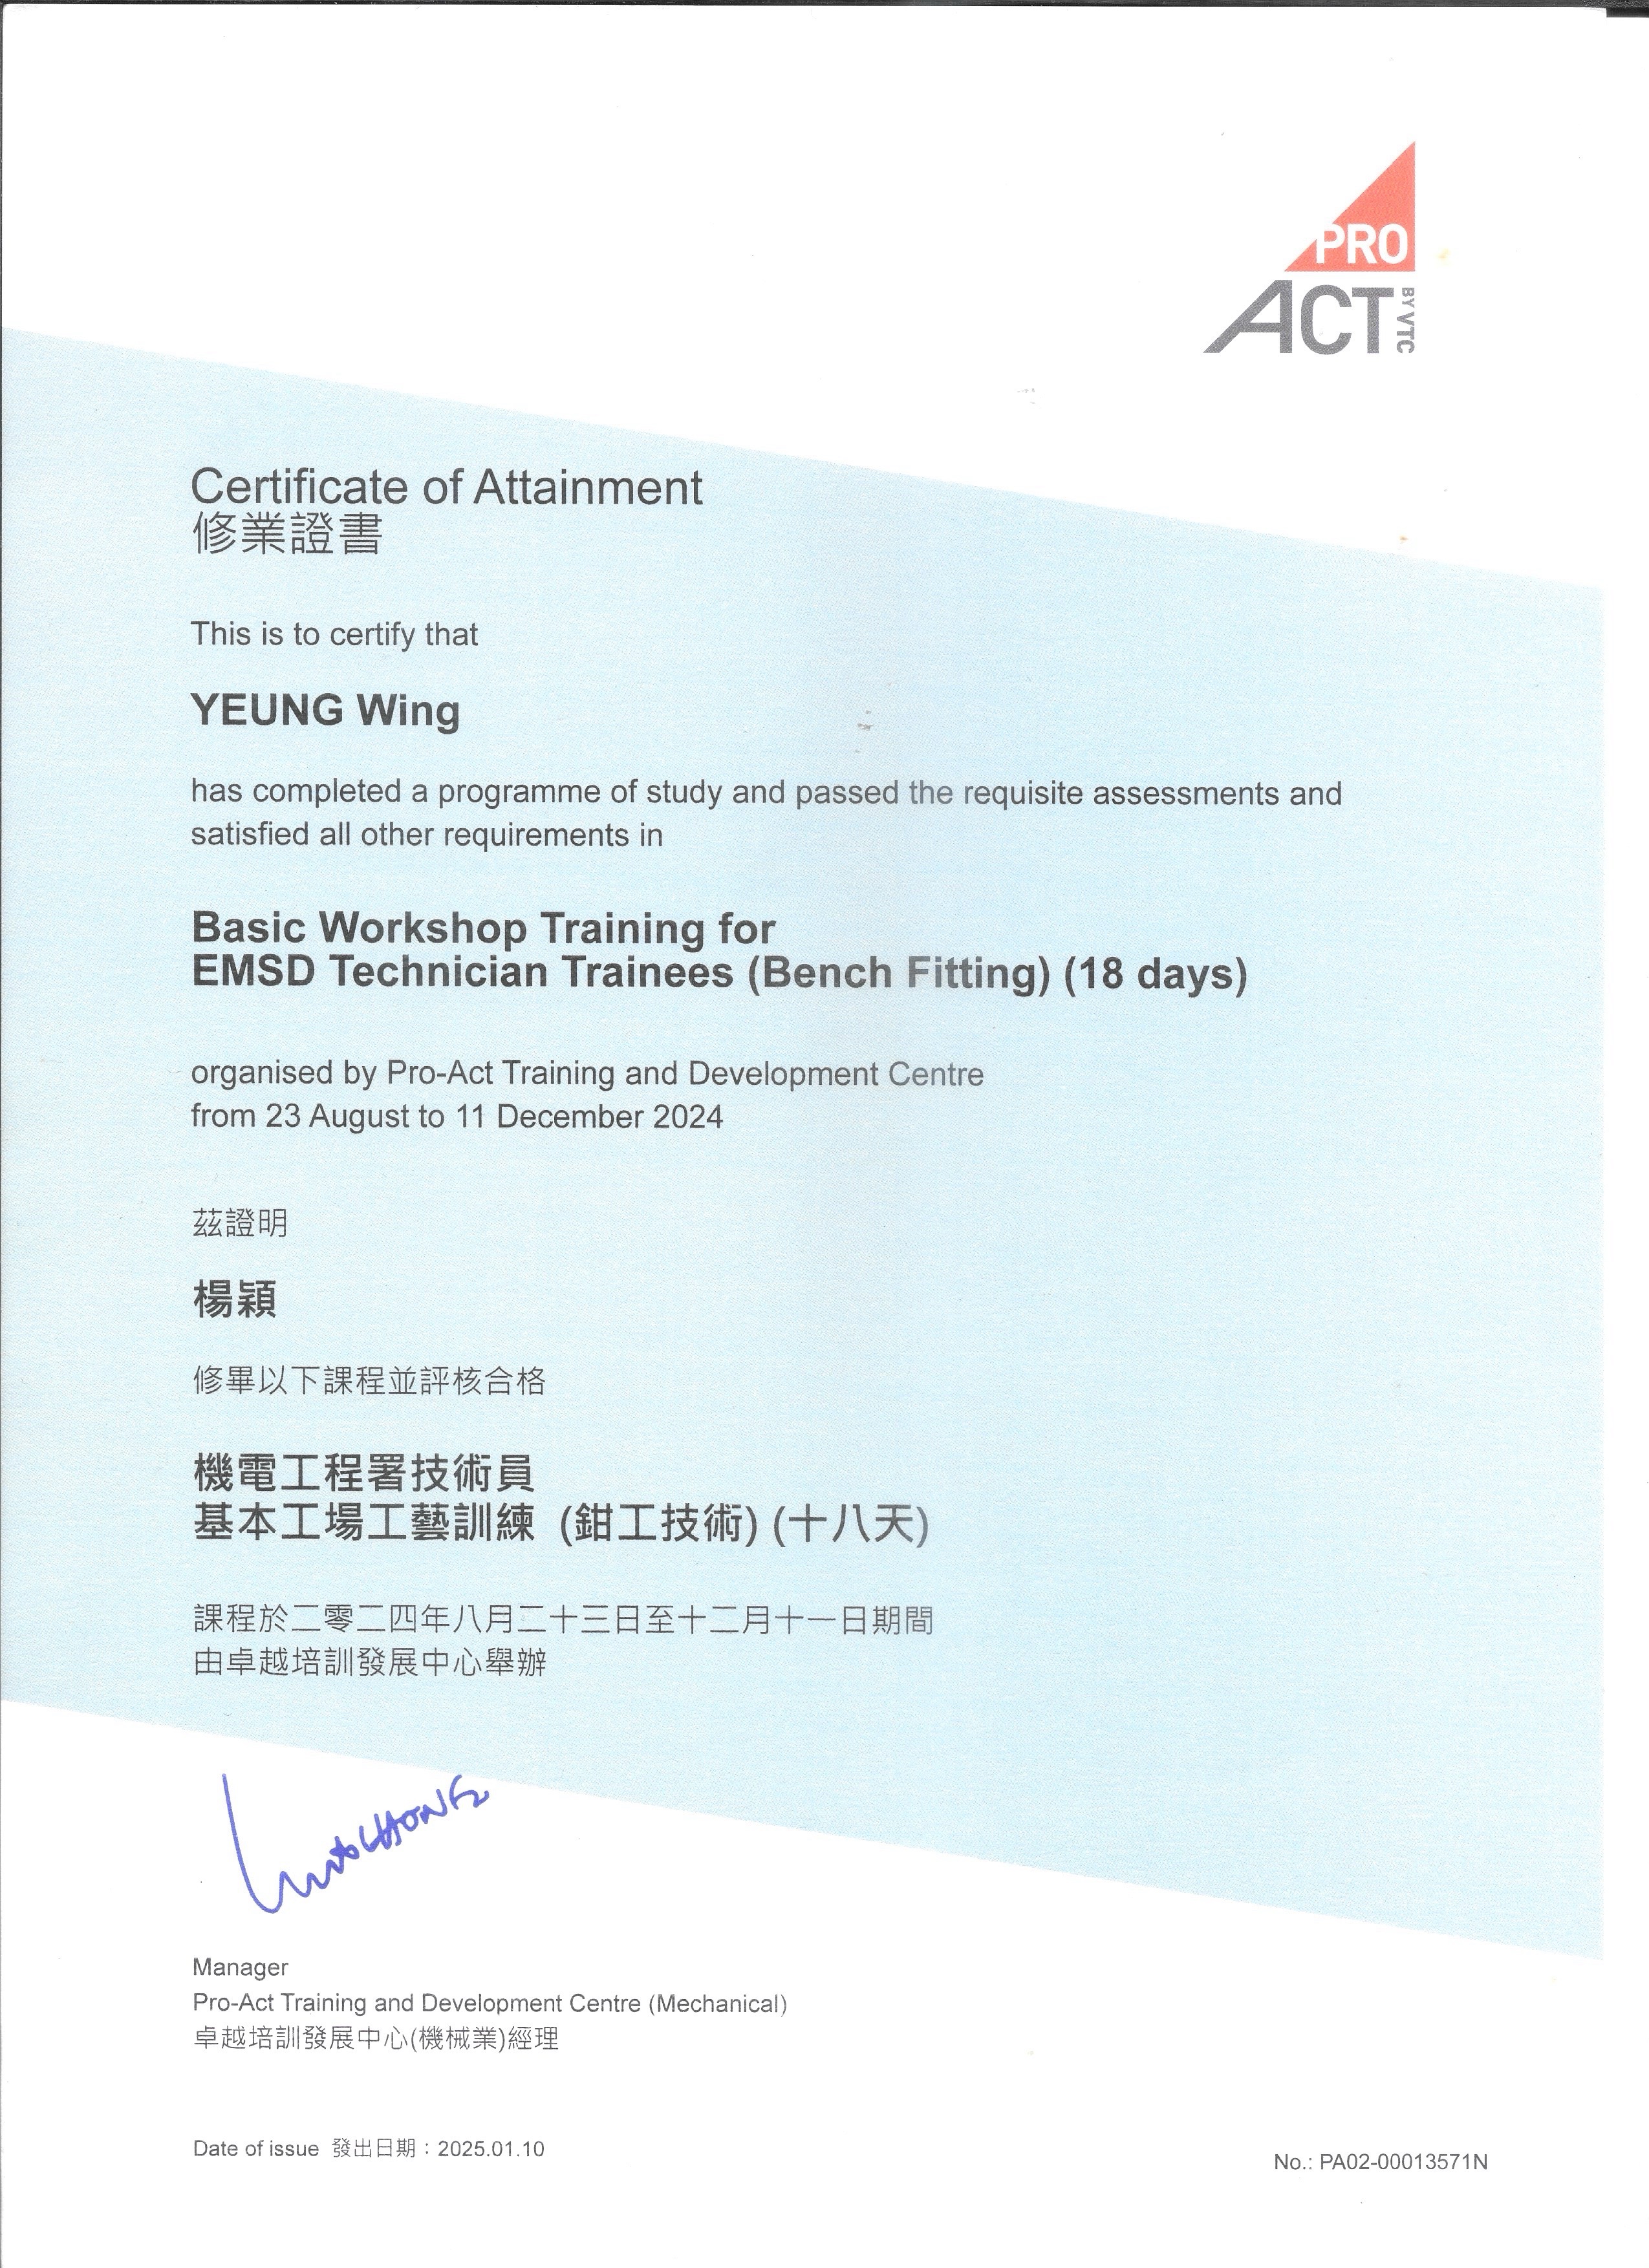 PRO
ACT BY VTC
Certificate of Attainment
修業證書
This is to certify that
YEUNG Wing
has completed a programme of study and passed the requisite assessments and
satisfied all other requirements in
Basic Workshop Training for
EMSD Technician Trainees (Bench Fitting) (18 days)
organised by Pro-Act Training and Development Centre
from 23 August to 11 December 2024
茲證明
楊穎
修畢以下課程並評核合格
機電工程署技術員
基本工場工藝訓練 (鉗工技術) (十八天)
課程於二零二四年八月二十三日至十二月十一日期間
由卓越培訓發展中心舉辦
Manager
Pro-Act Training and Development Centre (Mechanical)
卓越培訓發展中心(機械業)經理
Date of issue 發出日期：2025.01.10
No.: PA02-00013571N